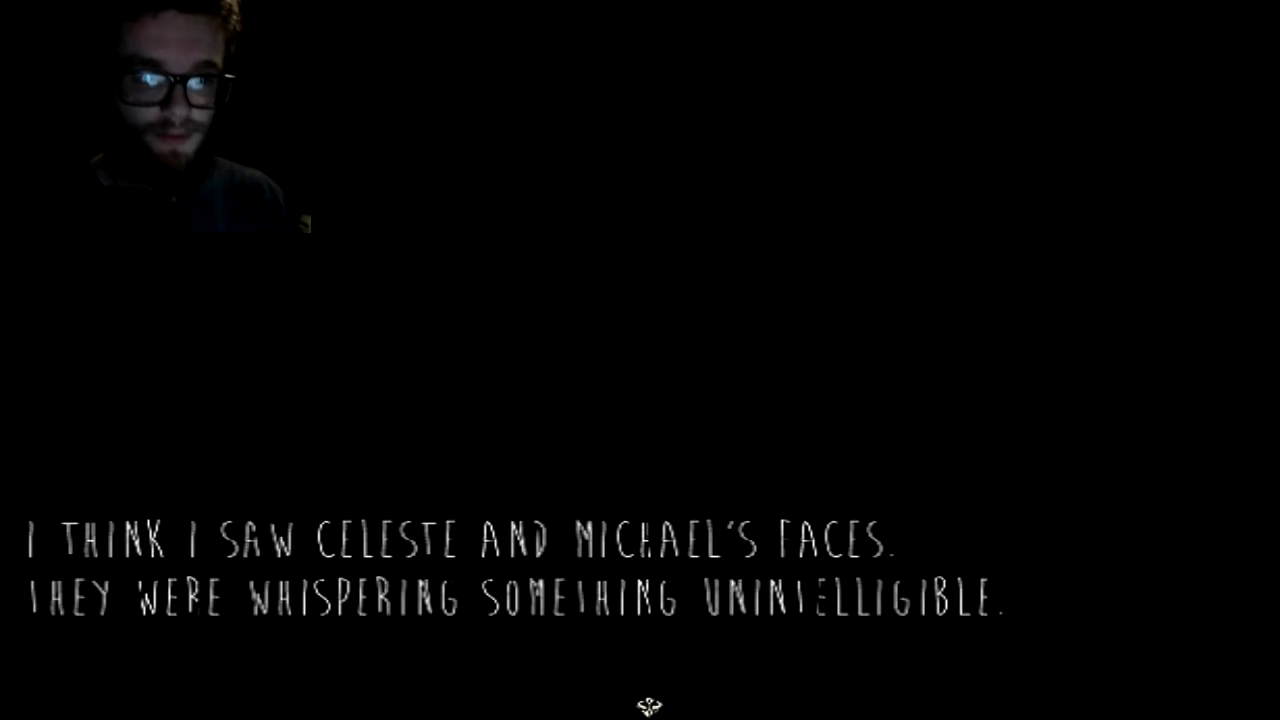 I THINK I SAW CELESTE AND MICHAEL'S FACES.
THEY WERE WHISPERING SOMETHING UNINTELLIGIBLE.